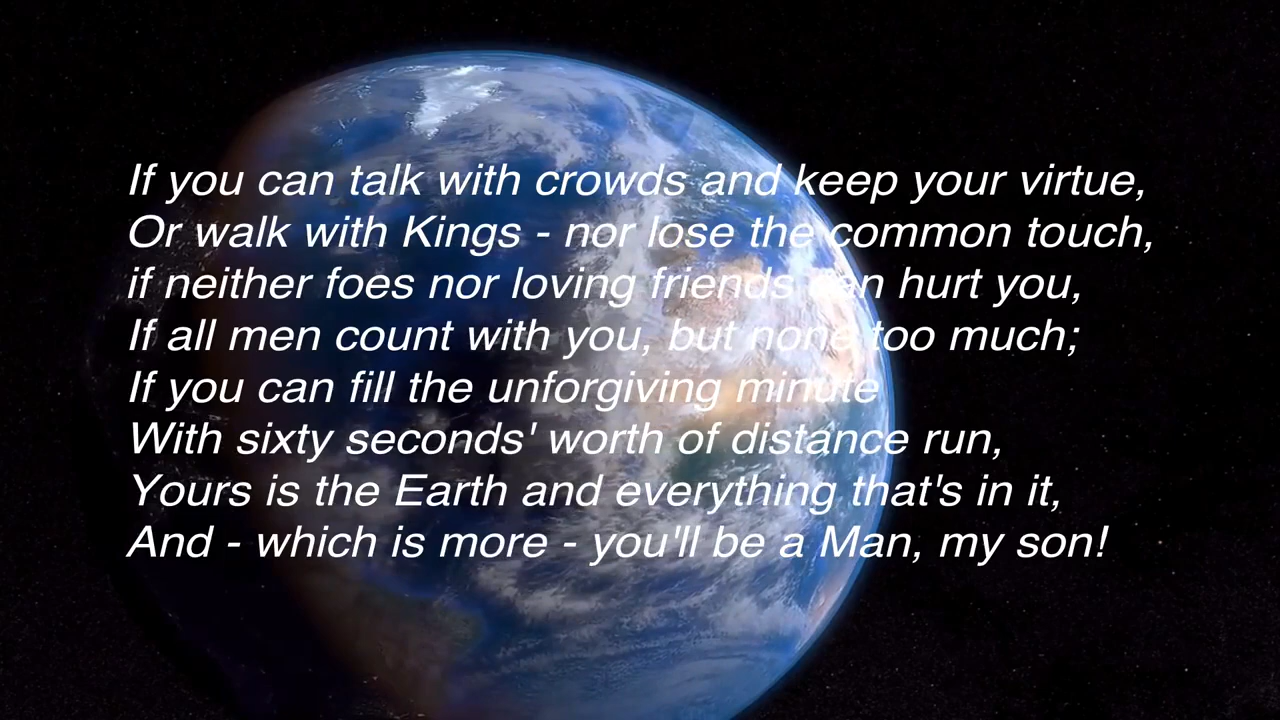 If you can talk with crowds and keep your virtue,
Or walk with Kings - nor lose the common touch,
if neither foes nor loving friends can hurt you,
If all men count with you, but none too much;
If you can fill the unforgiving minute
With sixty seconds' worth of distance run,
Yours is the Earth and everything that's in it,
And - which is more - you'll be a Man, my son!